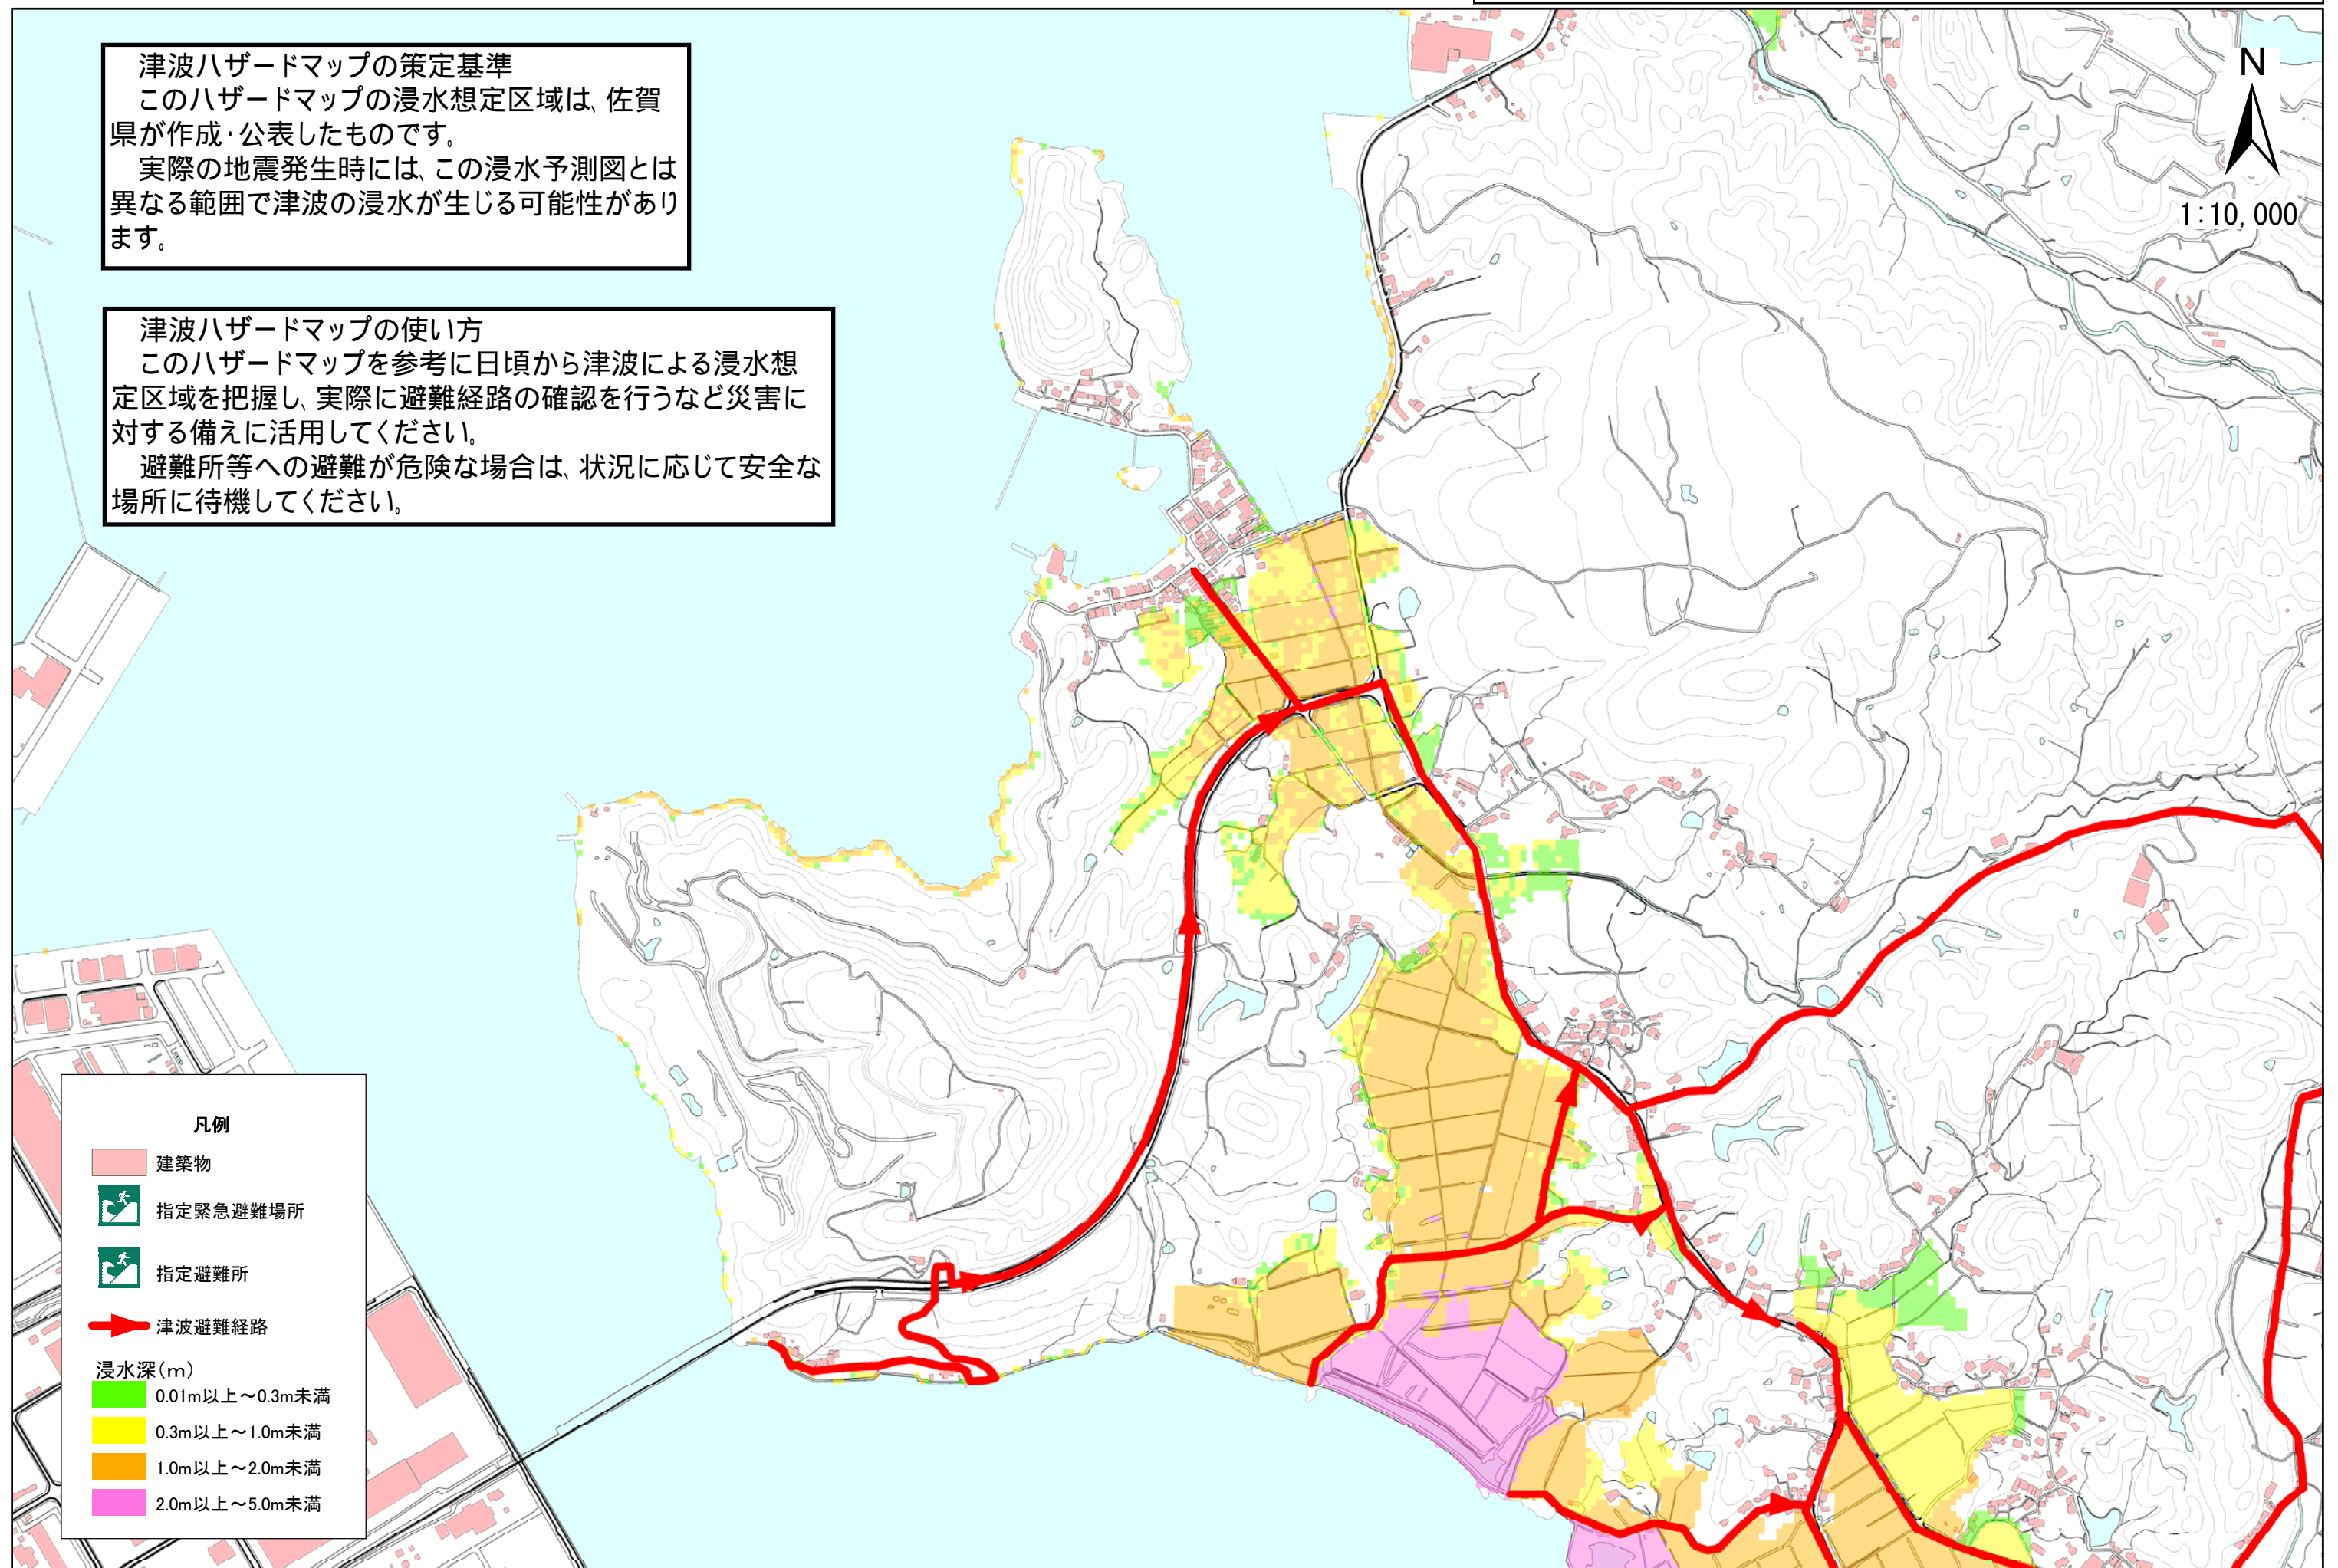 津波ハザードマップの策定基準
このハザードマップの浸水想定区域は、佐賀
県が作成・公表したものです。
実際の地震発生時には、この浸水予測図とは
異なる範囲で津波の浸水が生じる可能性があり
ます。
津波ハザードマップの使い方
このハザードマップを参考に日頃から津波による浸水想
定区域を把握し、実際に避難経路の確認を行うなど災害に
対する備えに活用してください。
避難所等への避難が危険な場合は、状況に応じて安全な
場所に待機してください。
N
1:10,000
凡例
建築物
指定緊急避難場所
指定避難所
津波避難経路
浸水深(m)
0.01m以上～0.3m未満
0.3m以上～1.0m未満
1.0m以上～2.0m未満
2.0m以上～5.0m未満